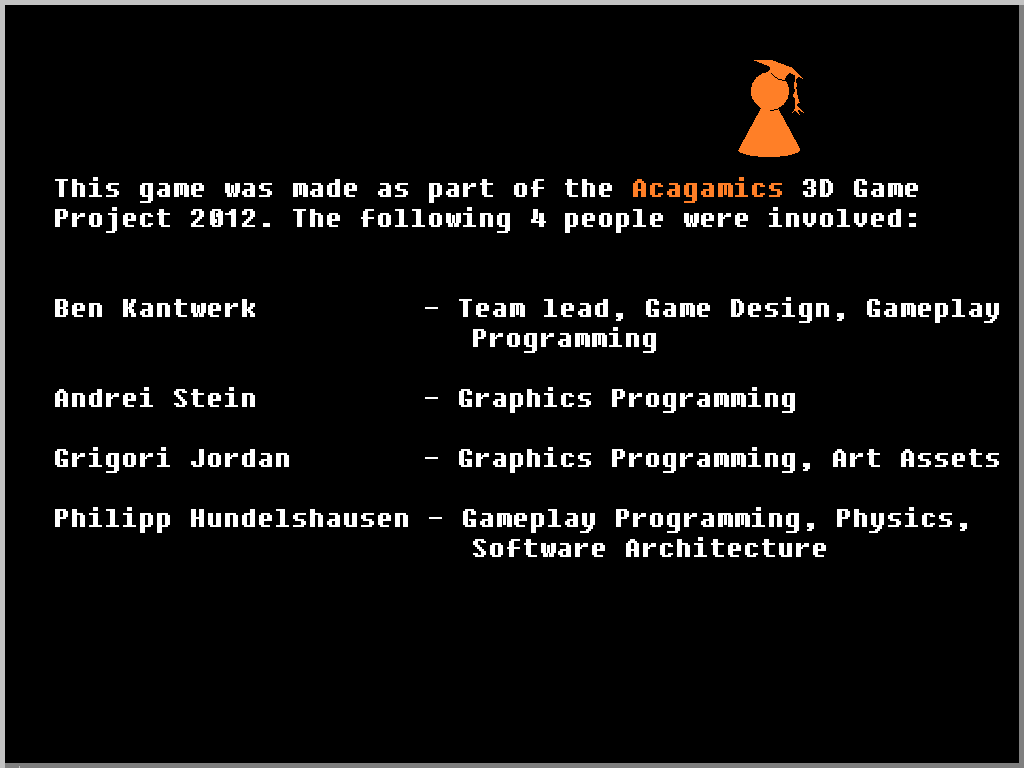 This game was made as part of the Acagamics 3D Game
Project 2012. The following 4 people were involved:
Ben Kantwerk - Team lead, Game Design, Gameplay
Programming
Andrei Stein - Graphics Programming
Grigori Jordan - Graphics Programming, Art Assets
Philipp Hundelshausen - Gameplay Programming, Physics,
Software Architecture